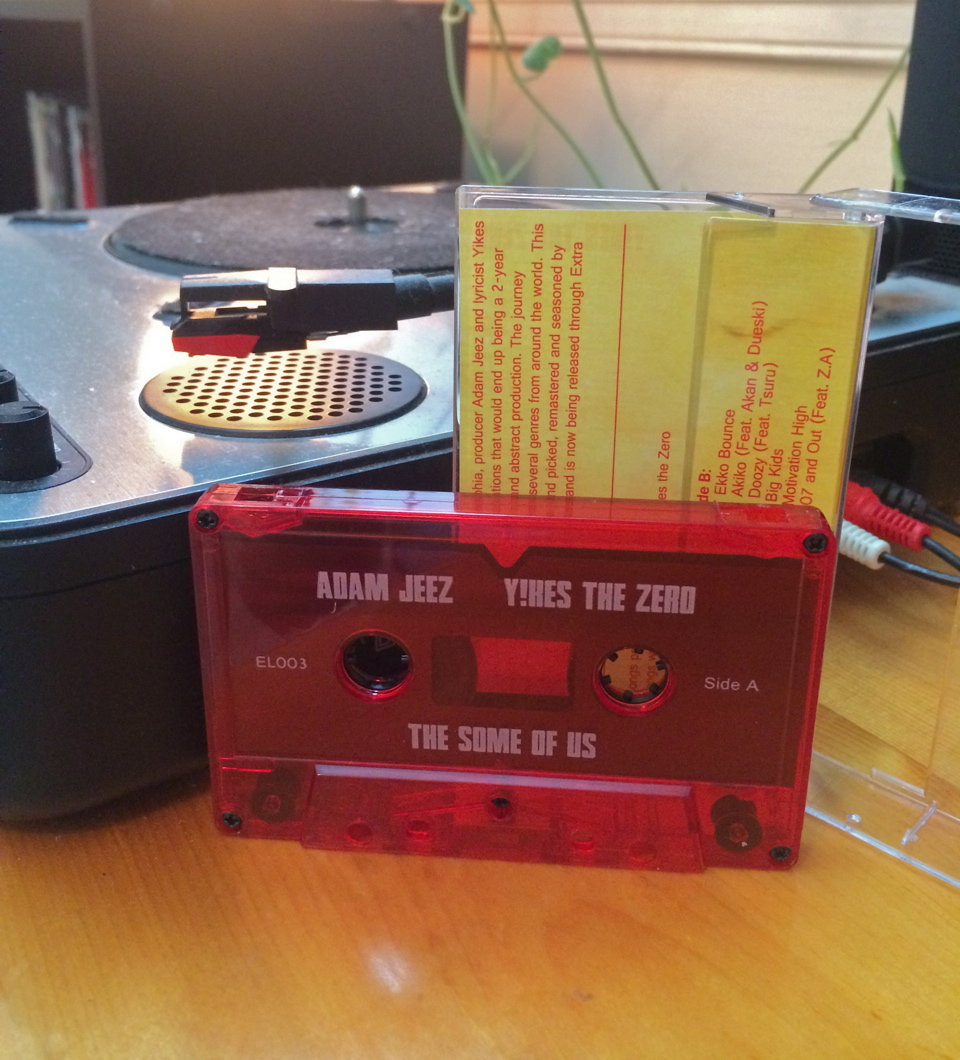 ADAM JEEZ Y!KES THE ZERO
EL003
Side A
THE SOME OF US
producer Adam Jeez and lyricist Yikes
that would end up being a 2-year
and abstract production. The journey
several genres from around the world. This
picked, remastered and seasoned by
and is now being released through Extra
the Zero
B:
Ekko Bounce
Akiko (Feat. Akan & Dueski)
Doozy (Feat. Tsuru)
Big Kids
Motivation High
07 and Out (Feat. Z.A)